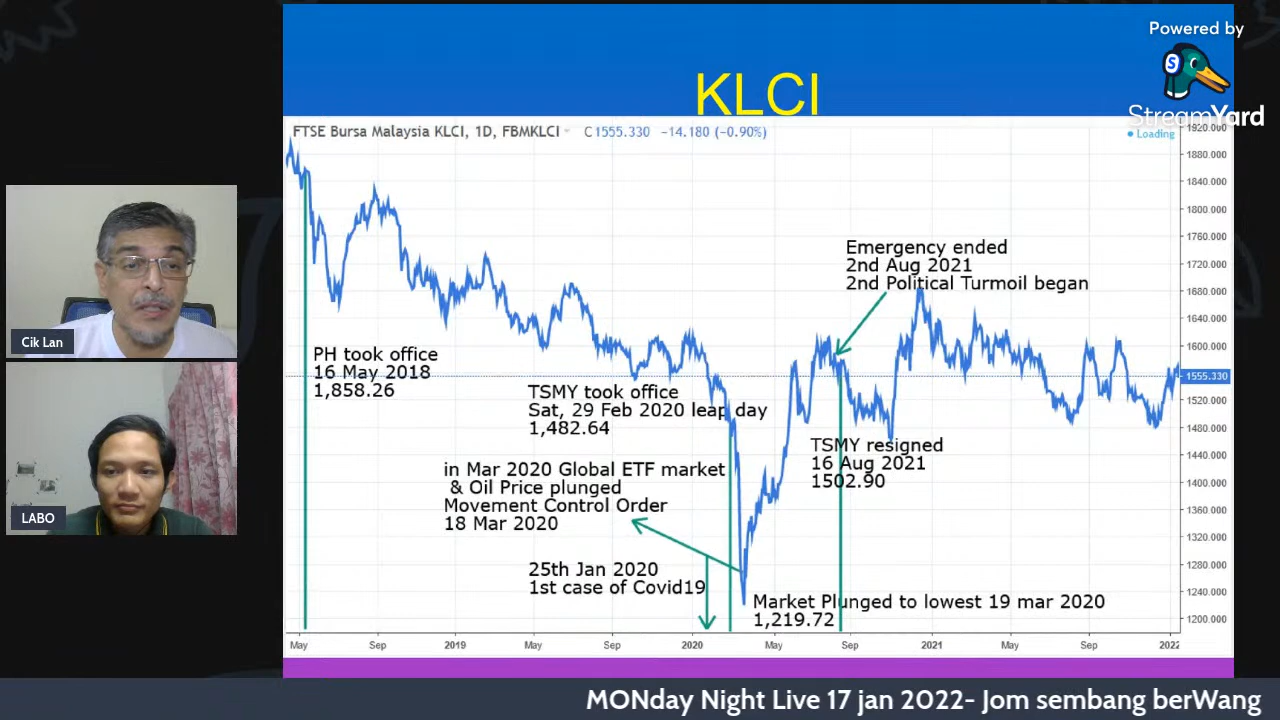 Powered by
StreamYard
KLCI
FTSE Bursa Malaysia KLCI, 1D, FBMKLCI C1555.330 −14.180 (−0.90%)
Loading
1920.000
1880.000
1840.000
1800.000
1760.000
1720.000
1680.000
1640.000
1600.000
1555.330
1520.000
1480.000
1440.000
1400.000
1360.000
1320.000
1280.000
1240.000
1200.000
Emergency ended
2nd Aug 2021
2nd Political Turmoil began
PH took office
16 May 2018
1,858.26
TSMY took office
Sat, 29 Feb 2020 leap day
1,482.64
TSMY resigned
16 Aug 2021
1502.90
in Mar 2020 Global ETF market
& Oil Price plunged
Movement Control Order
18 Mar 2020
25th Jan 2020
1st case of Covid19
Market Plunged to lowest 19 mar 2020
1,219.72
May Sep 2019 May Sep 2020 May Sep 2021 May Sep 2022
Cik Lan
LABO
MONday Night Live 17 jan 2022- Jom sembang berWang